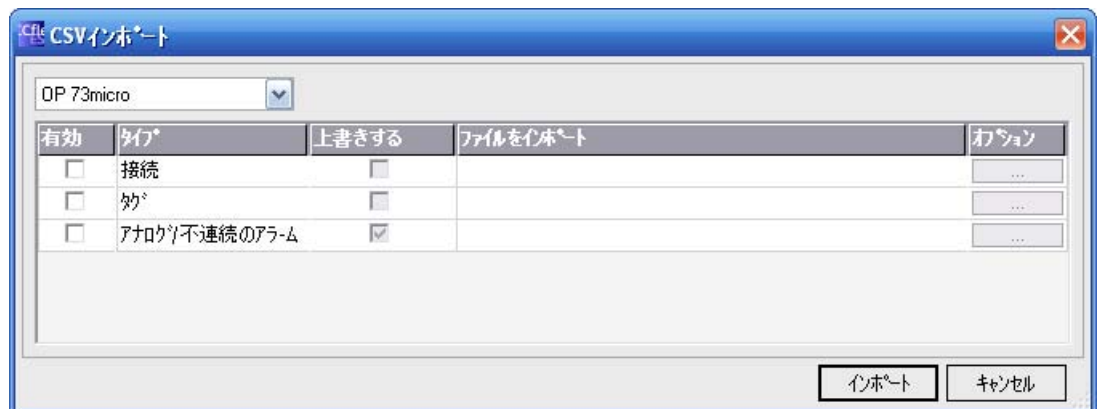 CSVインポート
OP 73micro
有効 タイプ 上書きする ファイルをインポート オプション
接続 ...
タグ ...
アナログ/不連続のアラーム ...
インポート キャンセル